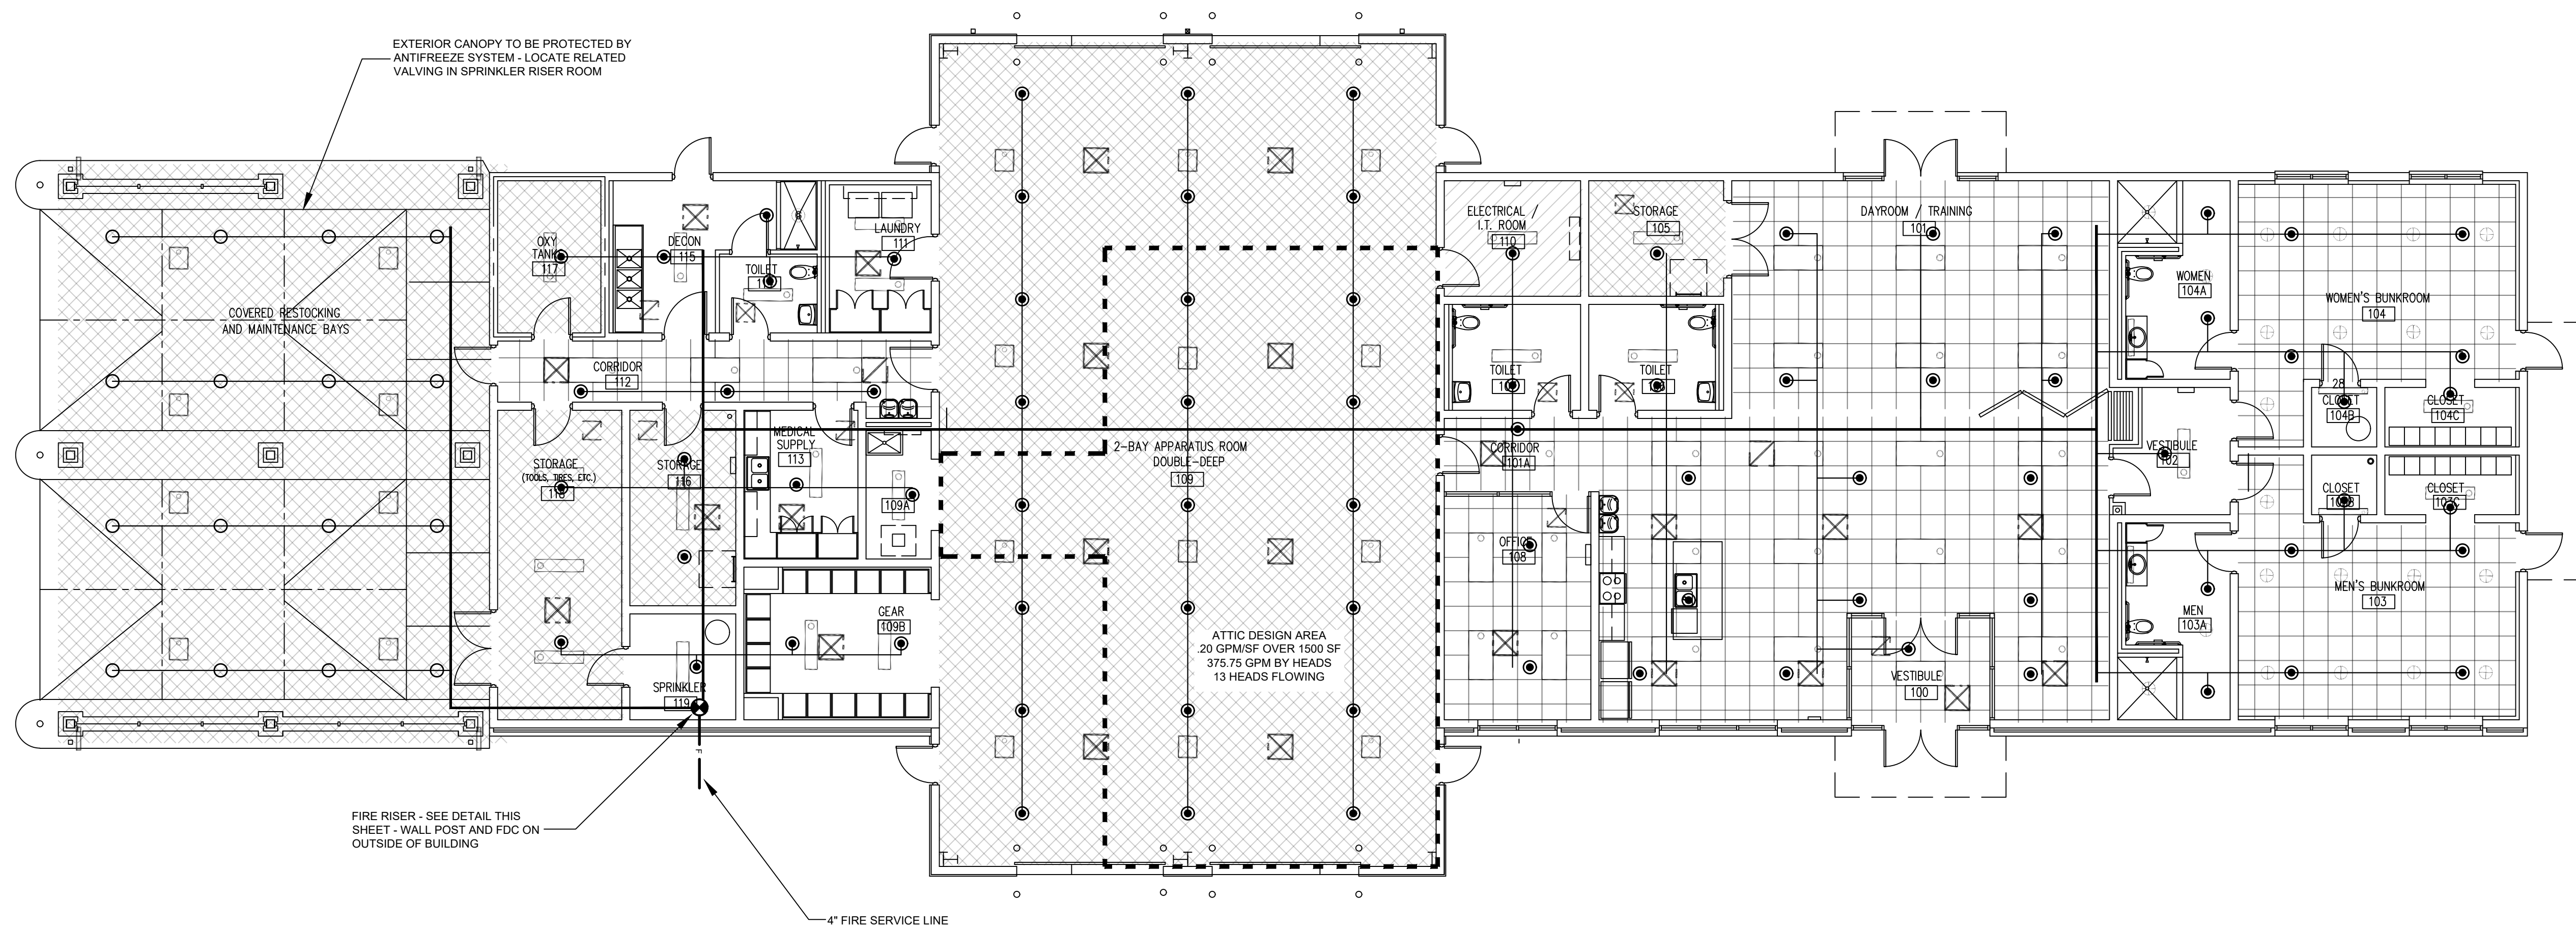 EXTERIOR CANOPY TO BE PROTECTED BY
ANTIFREEZE SYSTEM - LOCATE RELATED
VALVING IN SPRINKLER RISER ROOM
COVERED RESTOCKING
AND MAINTENANCE BAYS
OXY
TANK
117
DECON
115
TOILET
LAUNDRY
111
CORRIDOR
112
STORAGE
(TOOLS, TIRES, ETC.)
118
STORAGE
116
MEDICAL
SUPPLY
113
109A
GEAR
109B
SPRINKLER
119
2-BAY APPARATUS ROOM
DOUBLE-DEEP
109
ATTIC DESIGN AREA
.20 GPM/SF OVER 1500 SF
375.75 GPM BY HEADS
13 HEADS FLOWING
ELECTRICAL /
I.T. ROOM
110
STORAGE
105
TOILET
TOILET
DAYROOM / TRAINING
101
CORRIDOR
101A
OFFICE
108
VESTIBULE
100
WOMEN
104A
WOMEN'S BUNKROOM
104
28
CLOSET
104B
CLOSET
104C
VESTIBULE
102
CLOSET
103B
CLOSET
103C
MEN'S BUNKROOM
103
MEN
103A
FIRE RISER - SEE DETAIL THIS
SHEET - WALL POST AND FDC ON
OUTSIDE OF BUILDING
F
4" FIRE SERVICE LINE